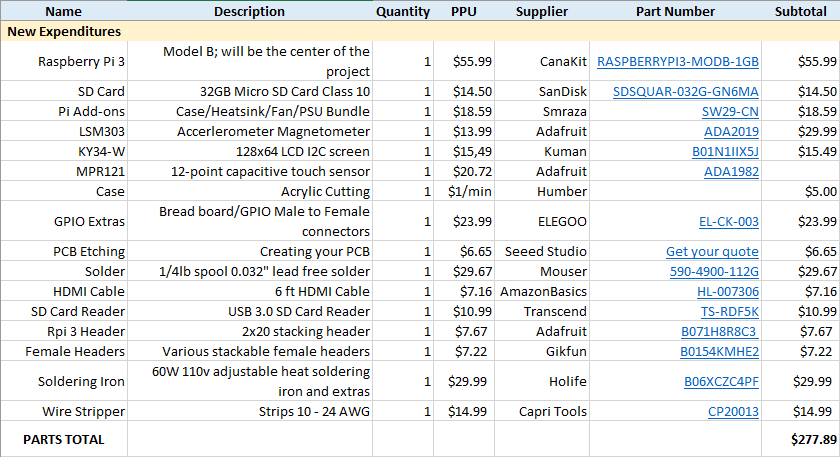 Name Description Quantity PPU Supplier Part Number Subtotal
New Expenditures
Raspberry Pi 3 Model B; will be the center of the project 1 $55.99 CanaKit RASPBERRYPI3-MODB-1GB $55.99
SD Card 32GB Micro SD Card Class 10 1 $14.50 SanDisk SDSQUAR-032G-GN6MA $14.50
Pi Add-ons Case/Heatsink/Fan/PSU Bundle 1 $18.59 Smraza SW29-CN $18.59
LSM303 Accerlerometer Magnetometer 1 $13.99 Adafruit ADA2019 $29.99
KY34-W 128x64 LCD I2C screen 1 $15,49 Kuman B01N1IIX5J $15.49
MPR121 12-point capacitive touch sensor 1 $20.72 Adafruit ADA1982
Case Acrylic Cutting 1 $1/min Humber $5.00
GPIO Extras Bread board/GPIO Male to Female connectors 1 $23.99 ELEGOO EL-CK-003 $23.99
PCB Etching Creating your PCB 1 $6.65 Seeed Studio Get your quote $6.65
Solder 1/4lb spool 0.032" lead free solder 1 $29.67 Mouser 590-4900-112G $29.67
HDMI Cable 6 ft HDMI Cable 1 $7.16 AmazonBasics HL-007306 $7.16
SD Card Reader USB 3.0 SD Card Reader 1 $10.99 Transcend TS-RDF5K $10.99
Rpi 3 Header 2x20 stacking header 1 $7.67 Adafruit B071H8R8C3 $7.67
Female Headers Various stackable female headers 1 $7.22 Gikfun B0154KMHE2 $7.22
Soldering Iron 60W 110v adjustable heat soldering iron and extras 1 $29.99 Holife B06XCZC4PF $29.99
Wire Stripper Strips 10 - 24 AWG 1 $14.99 Capri Tools CP20013 $14.99
PARTS TOTAL $277.89